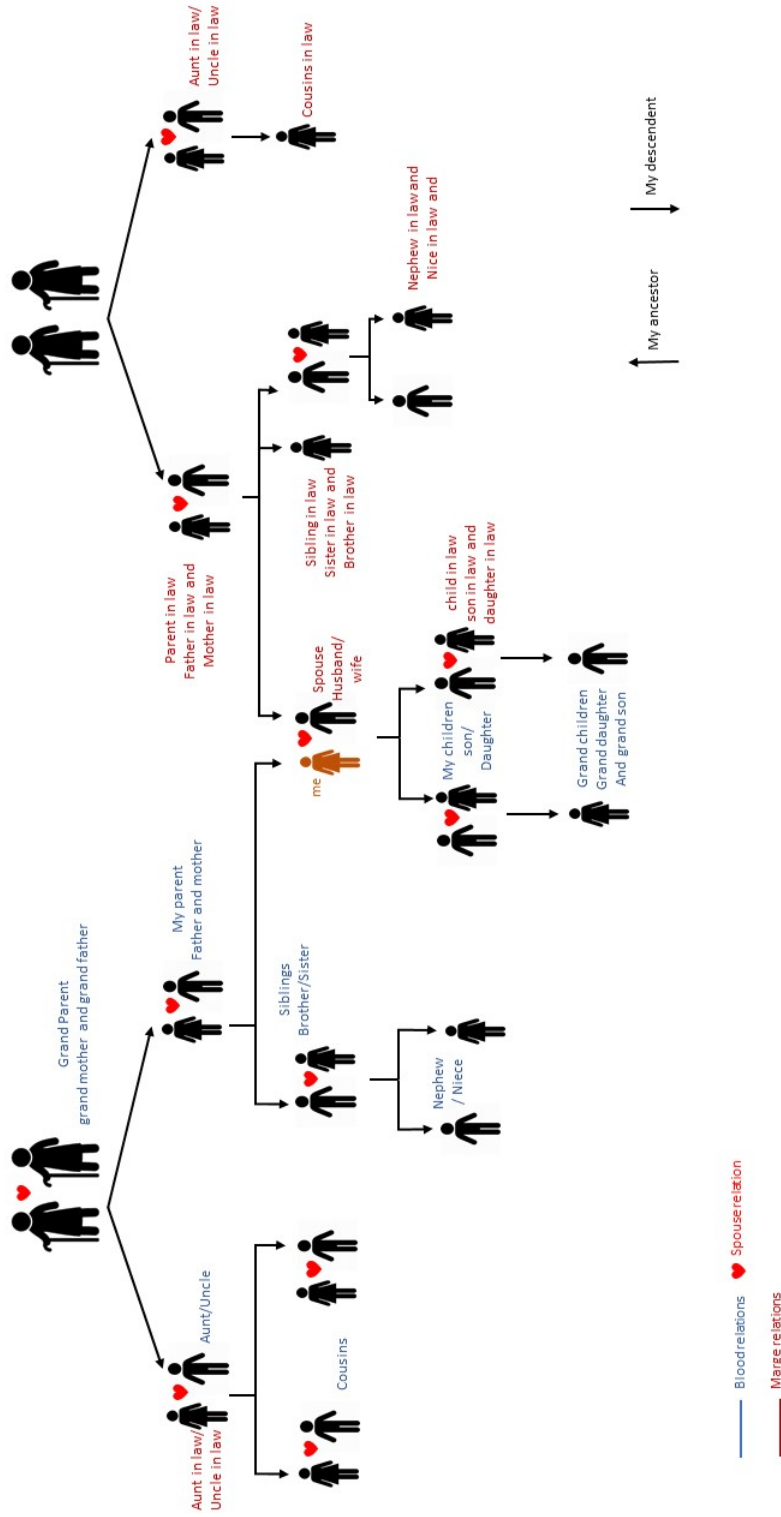 Grand Parent
grand mother and grand father
Aunt in law/
Uncle in law
Aunt/Uncle
My parent
Father and mother
Parent in law
Father in law and
Mother in law
Aunt in law/
Uncle in law
Cousins
Siblings
Brother/Sister
me
Spouse
Husband/
wife
Sibling in law
Sister in law and
Brother in law
Cousins in law
Nephew
/ Niece
My children
son/
Daughter
child in law
son in law and
daughter in law
Nephew in law and
Nice in law and
Grand children
Grand daughter
And grand son
Blood relations
Spouse relation
Marge relations
My ancestor
My descendent